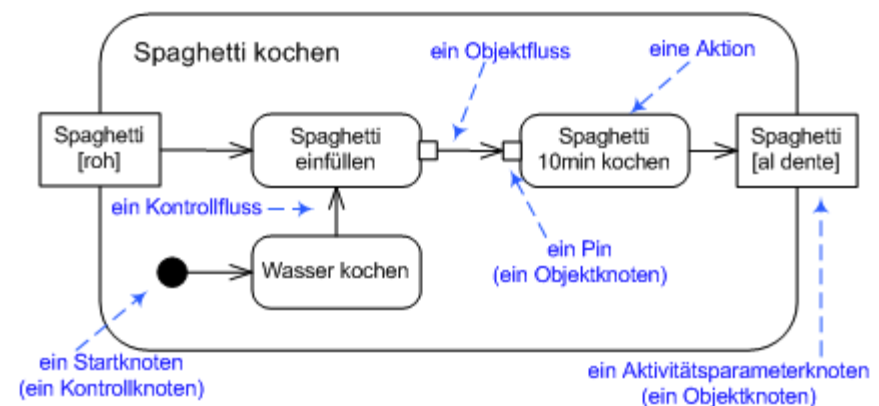 Spaghetti kochen
ein Objektfluss
eine Aktion
Spaghetti
[roh]
Spaghetti
einfüllen
Spaghetti
10min kochen
Spaghetti
[al dente]
ein Kontrollfluss
Wasser kochen
ein Pin
(ein Objektknoten)
ein Startknoten
(ein Kontrollknoten)
ein Aktivitätsparameterknoten
(ein Objektknoten)